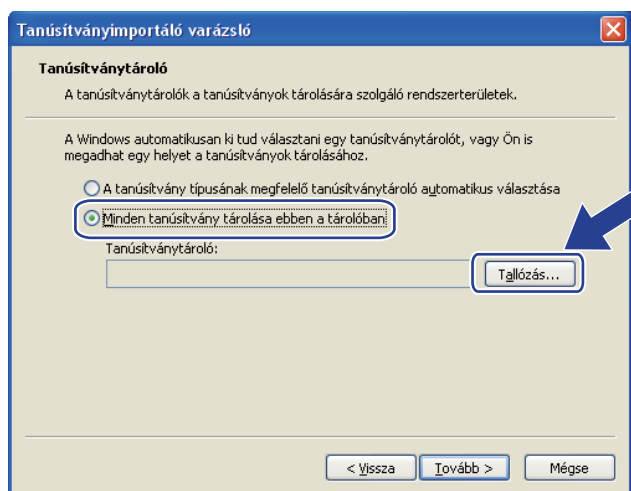 Tanúsítványimportáló varázsló
Tanúsítványtároló
A tanúsítványtárolók a tanúsítványok tárolására szolgáló rendszerterületek.
A Windows automatikusan ki tud választani egy tanúsítványtárolót, vagy Ön is
megadhat egy helyet a tanúsítványok tárolásához.
A tanúsítvány típusának megfelelő tanúsítványtároló automatikus választása
Minden tanúsítvány tárolása ebben a tárolóban
Tanúsítványtároló:
Tallózás...
< Vissza Tovább > Mégse